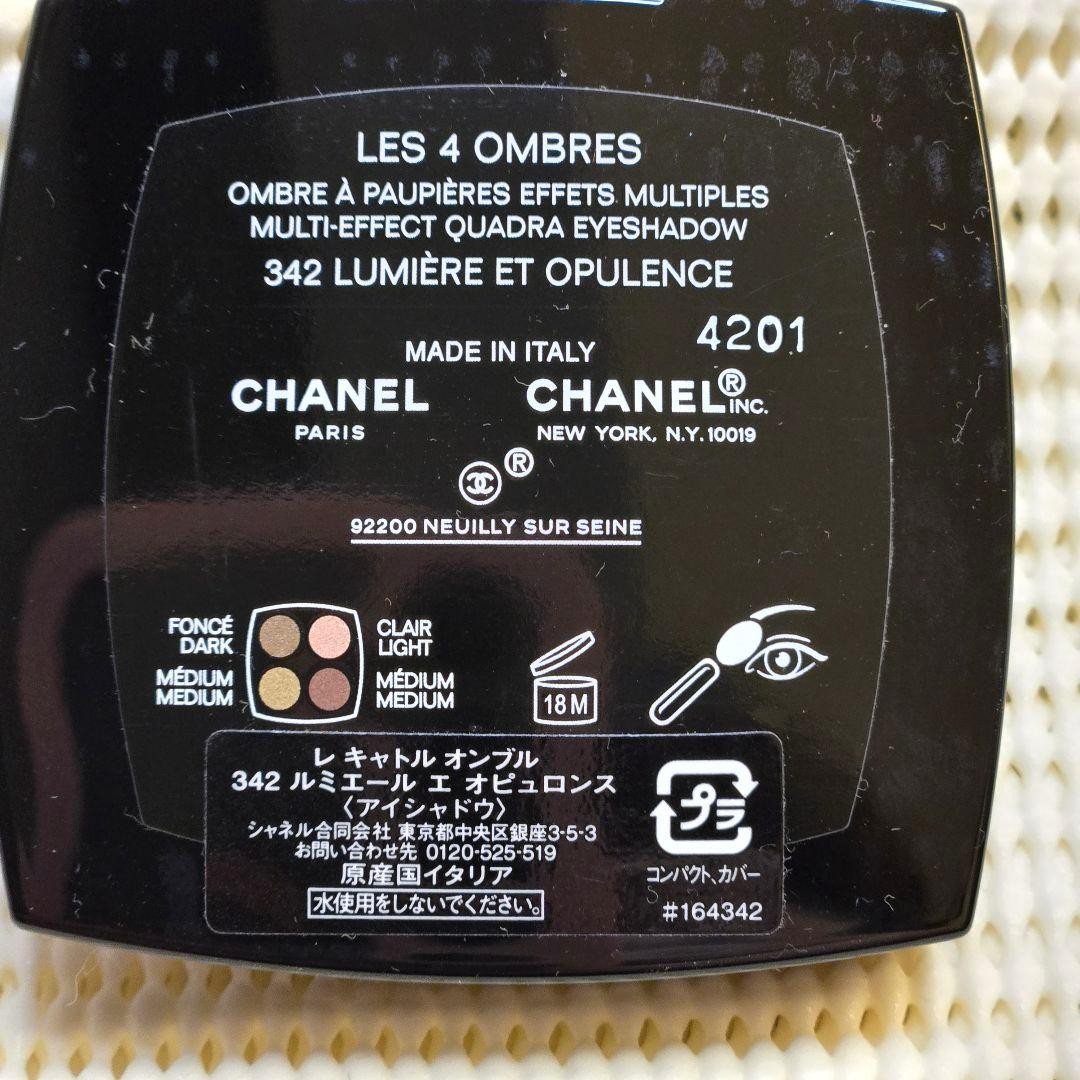 LES 4 OMBRES
OMBRE À PAUPIÈRES EFFETS MULTIPLES
MULTI-EFFECT QUADRA EYESHADOW
342 LUMIÈRE ET OPULENCE
4201
MADE IN ITALY
CHANEL
PARIS
CHANEL® INC.
NEW YORK, N.Y. 10019
®
92200 NEUILLY SUR SEINE
FONCÉ
DARK
CLAIR
LIGHT
MÉDIUM
MEDIUM
MÉDIUM
MEDIUM
18 M
レ キャトル オンブル
342 ルミエール エ オピュロンス
〈アイシャドウ〉
シャネル合同会社 東京都中央区銀座3-5-3
お問い合わせ先 0120-525-519
原産国イタリア
水使用をしないでください。
プラ
コンパクト、カバー
#164342